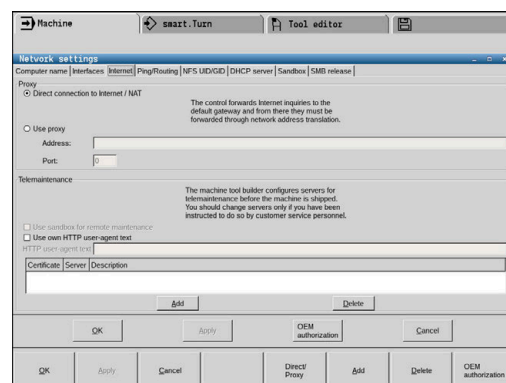 Machine smart.Turn Tool editor
Network settings
Computer name Interfaces Internet Ping/Routing NFS UID/GID DHCP server Sandbox SMB release
Proxy
Direct connection to Internet / NAT
The control forwards Internet inquiries to the
default gateway and from there they must be
forwarded through network address translation.
Use proxy
Address:
Port: 0
Telemaintenance
The machine tool builder configures servers for
telemaintenance before the machine is shipped.
You should change servers only if you have been
instructed to do so by customer service personnel.
Use sandbox for remote maintenance
Use own HTTP user-agent text
HTTP user-agent text
Certificate Server Description
Add Delete
OK Apply OEM authorization Cancel
OK Apply Cancel Direct/ Proxy Add Delete OEM authorization